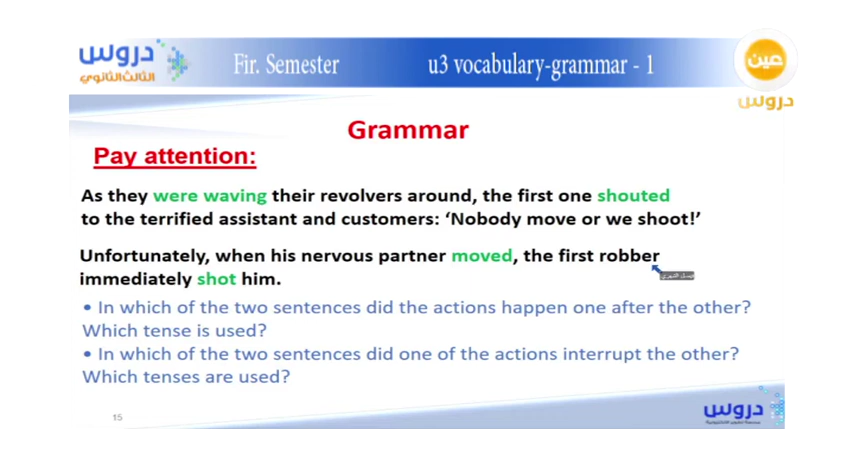 دروس
الثالث الثانوي
Fir. Semester
u3 vocabulary-grammar - 1
عين
دروس
Grammar
Pay attention:
As they were waving their revolvers around, the first one shouted
to the terrified assistant and customers: ‘Nobody move or we shoot!’
Unfortunately, when his nervous partner moved, the first robber
immediately shot him.
• In which of the two sentences did the actions happen one after the other?
Which tense is used?
• In which of the two sentences did one of the actions interrupt the other?
Which tenses are used?
15
دروس